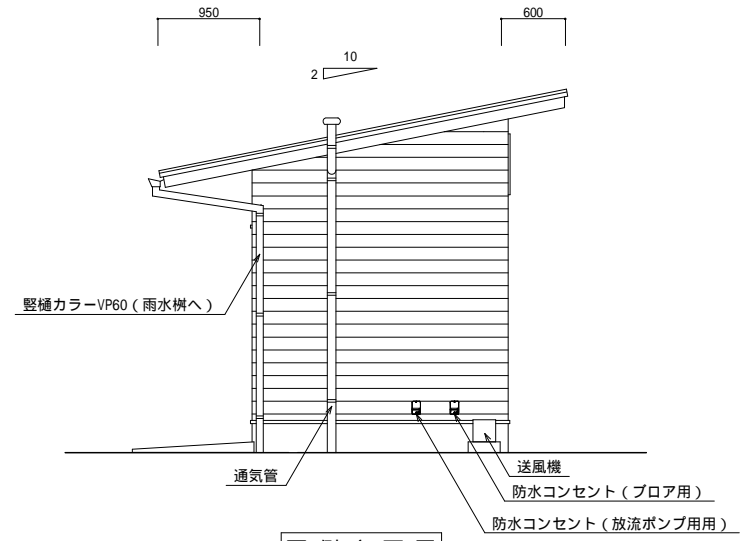 950
600
10
2
竪樋カラーVP60（雨水桝へ）
通気管
送風機
防水コンセント（ブロア用）
防水コンセント（放流ポンプ用用）